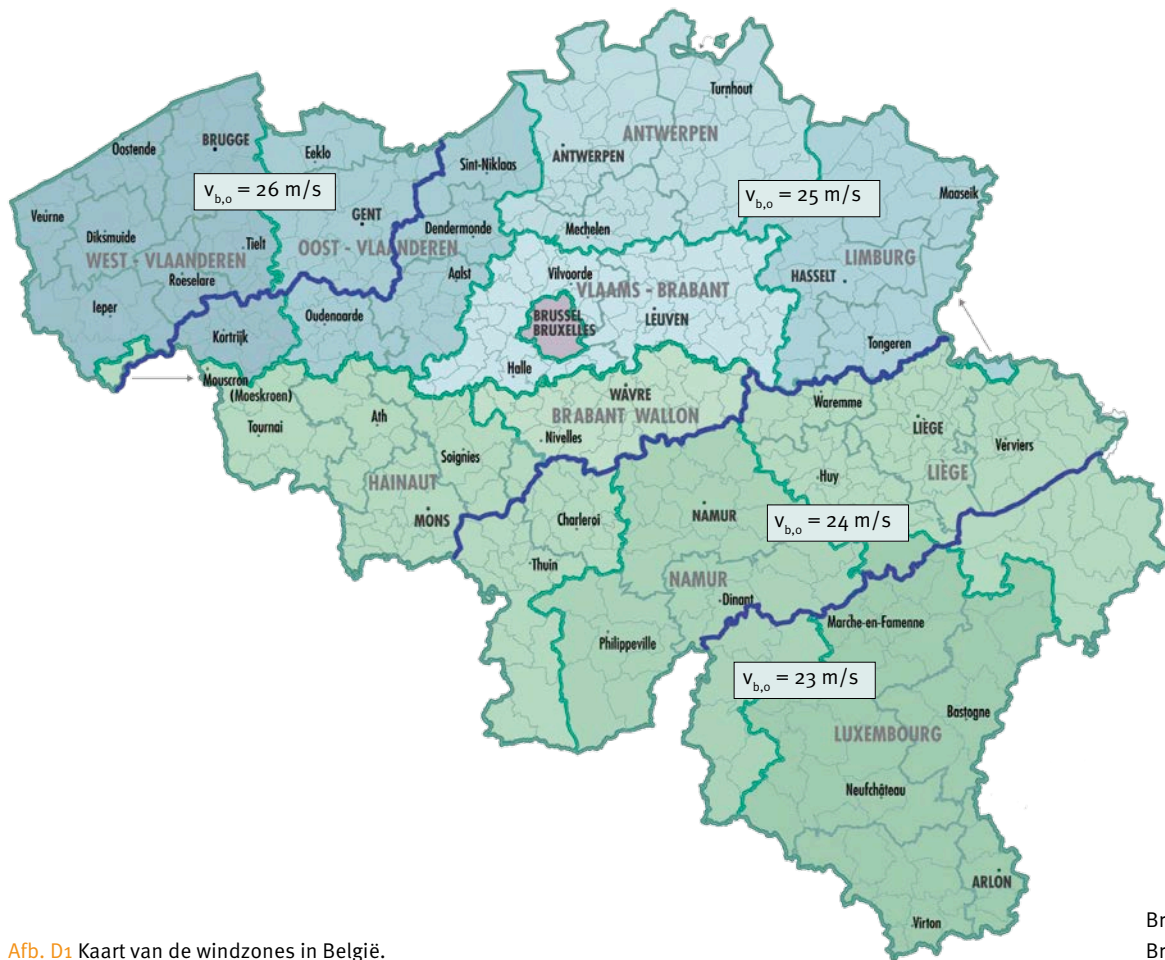 Turnhout
BRUGGE
ANTWERPEN
Oostende
Eeklo
Sint-Niklaas
ANTWERPEN
v_b,o = 26 m/s
v_b,o = 25 m/s
Maaseik
Veurne
GENT
Dendermonde
Mechelen
Diksmuide
Tielt
OOST - VLAANDEREN
WEST - VLAANDEREN
LIMBURG
Roeselare
Aalst
Vilvoorde
HASSELT
VLAAMS - BRABANT
Ieper
Oudenaarde
BRUSSEL
BRUXELLES
LEUVEN
Kortrijk
Tongeren
Halle
Mouscron
(Moeskroen)
WAVRE
Waremme
Ath
BRABANT WALLON
LIÈGE
Tournai
Nivelles
Verviers
Soignies
LIÈGE
Huy
HAINAUT
MONS
Charleroi
NAMUR
v_b,o = 24 m/s
Thuin
NAMUR
Dinant
Marche-en-Famenne
Philippeville
v_b,o = 23 m/s
Bastogne
LUXEMBOURG
Neufchâteau
ARLON
Virton
Br
Afb. D1 Kaart van de windzones in België.
Br